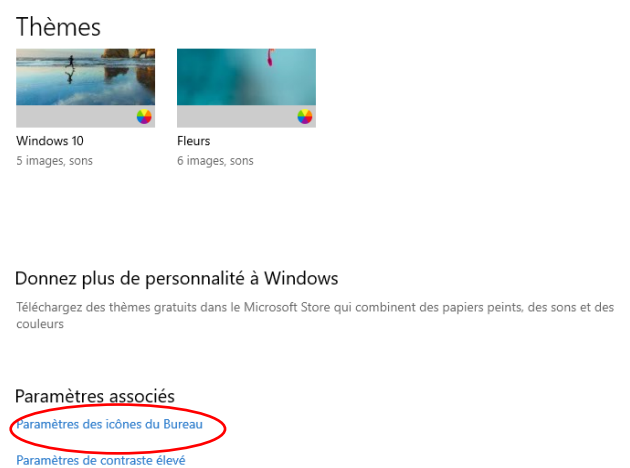 Thèmes
Windows 10
5 images, sons
Fleurs
6 images, sons
Donnez plus de personnalité à Windows
Téléchargez des thèmes gratuits dans le Microsoft Store qui combinent des papiers peints, des sons et des
couleurs
Paramètres associés
Paramètres des icônes du Bureau
Paramètres de contraste élevé